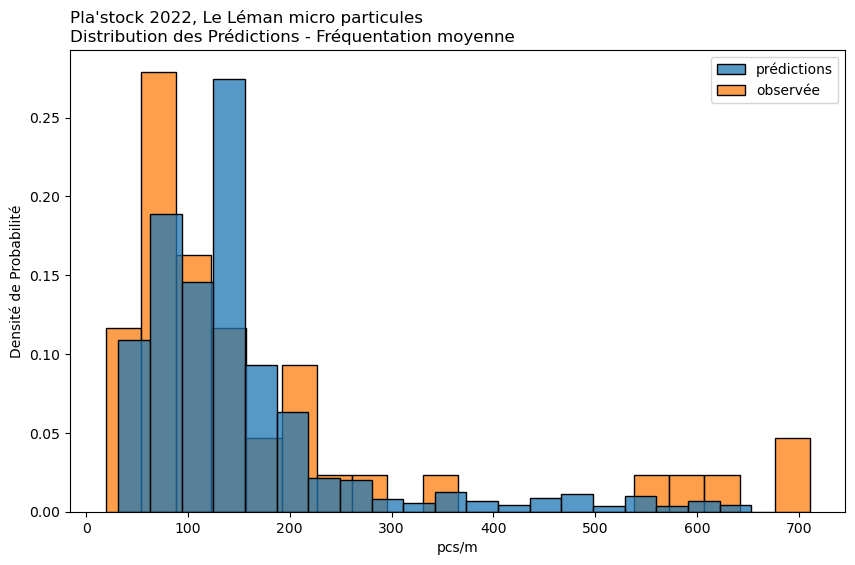 Pla'stock 2022, Le Léman micro particules
Distribution des Prédictions - Fréquentation moyenne
prédictions
observée
Densité de Probabilité
0.25
0.20
0.15
0.10
0.05
0.00
0 100 200 300 400 500 600 700
pcs/m